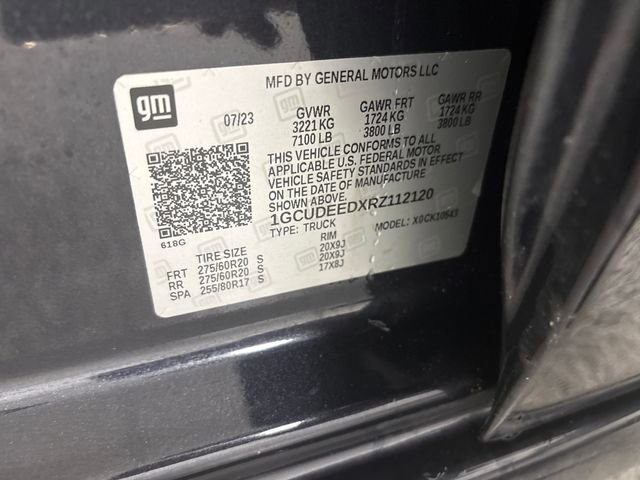 MFD BY GENERAL MOTORS LLC
gm
07/23
GVWR GAWR FRT GAWR RR
3221 KG 1724 KG 1724 KG
7100 LB 3800 LB 3800 LB
THIS VEHICLE CONFORMS TO ALL
APPLICABLE U.S. FEDERAL MOTOR
VEHICLE SAFETY STANDARDS IN EFFECT
ON THE DATE OF MANUFACTURE
SHOWN ABOVE.
1GCUDEEDXRZ112120
618G
TYPE: TRUCK MODEL: X0CK10543
TIRE SIZE RIM
FRT 275/60R20 S 20X9J
RR 275/60R20 S 20X9J
SPA 255/80R17 S 17X8J